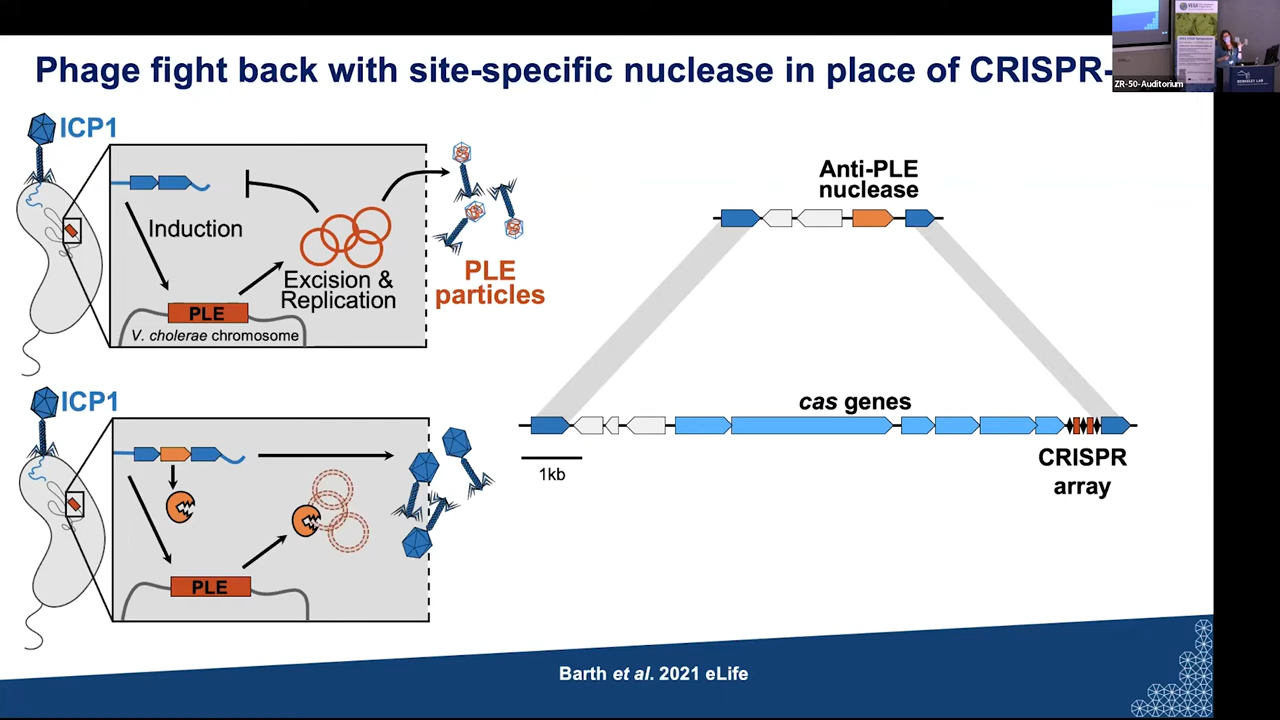 Phage fight back with site-specific nuclease in place of CRISPR-
ZR-50-Auditorium
BERKELEY LAB
ICP1
Induction
Excision &
Replication
PLE
V. cholerae chromosome
PLE
particles
ICP1
PLE
Anti-PLE
nuclease
cas genes
CRISPR
array
1kb
Barth et al. 2021 eLife